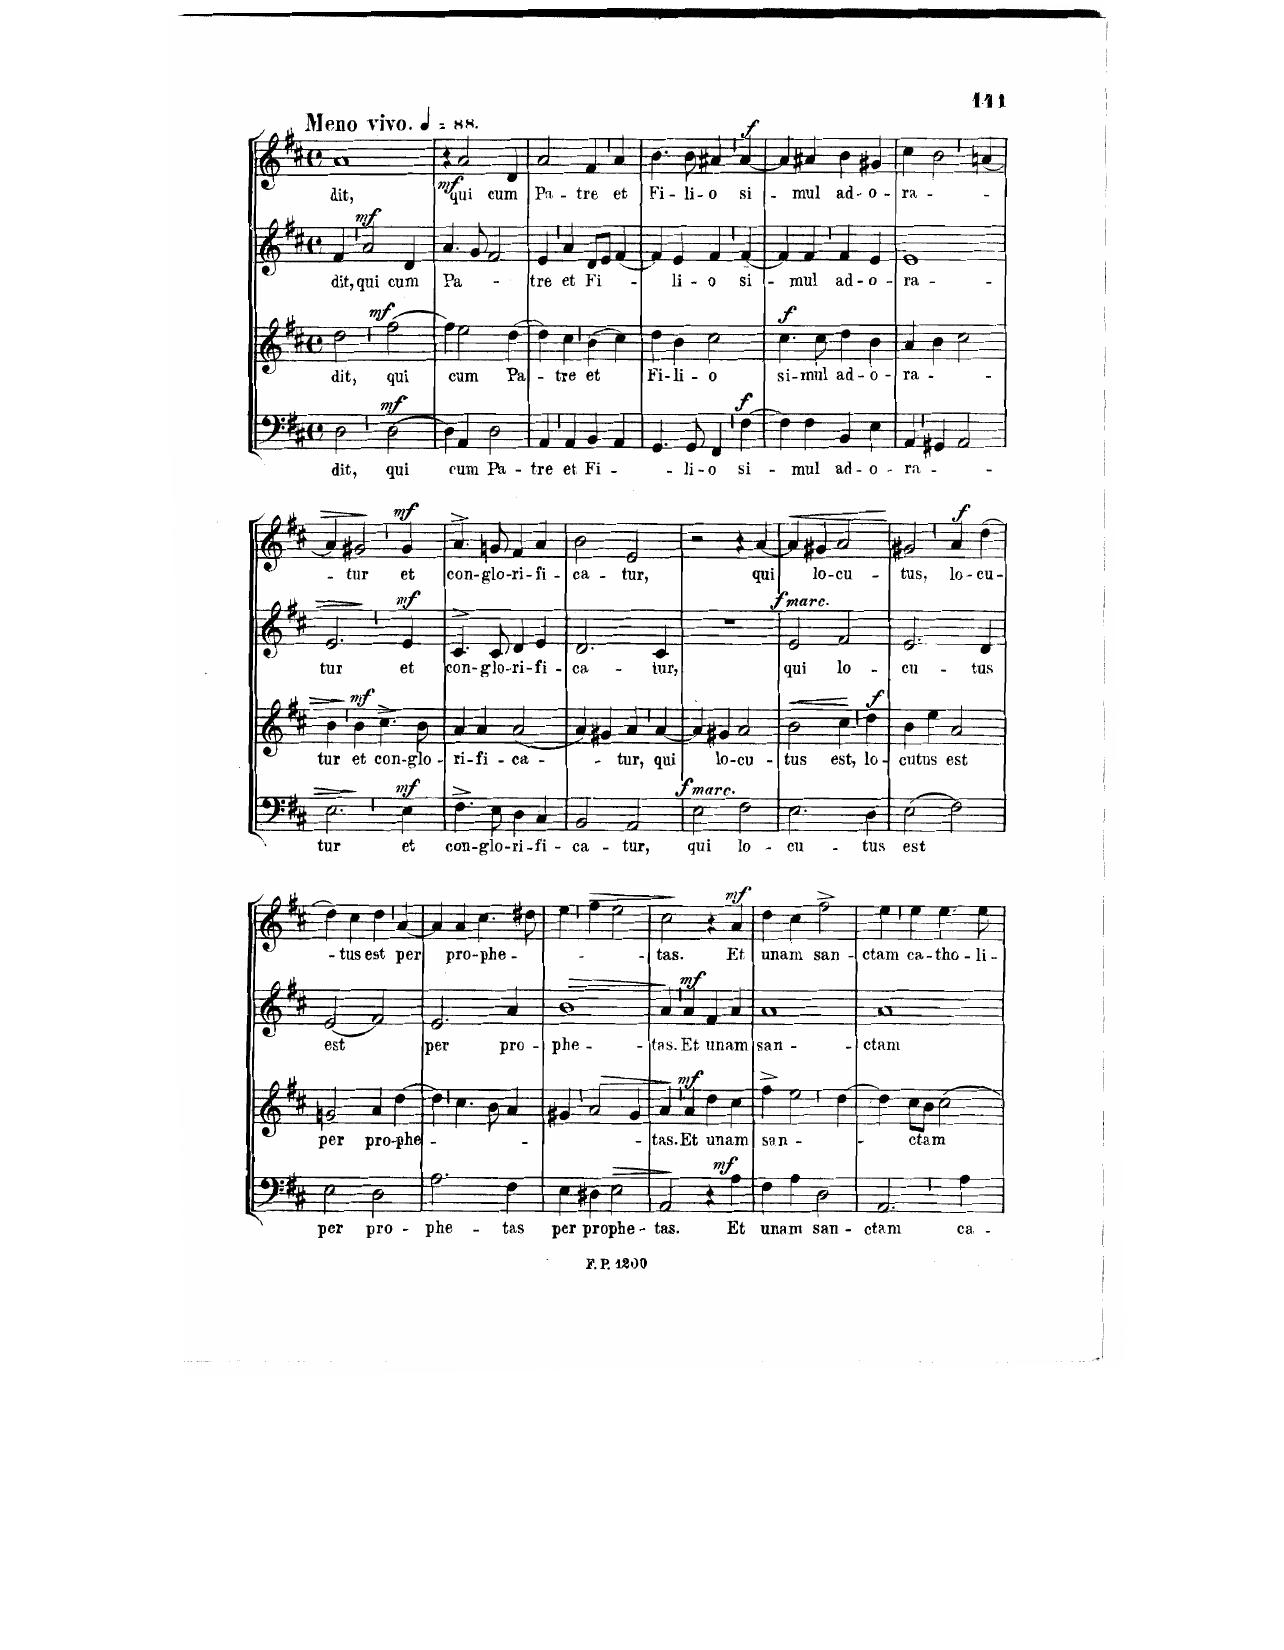 141
Meno vivo. ♩ = 88.
f
dit, mf qui cum Pa - tre et Fi - li - o si - mul ad - o - ra -
mf
dit, qui cum Pa - tre et Fi - li - o si - mul ad - o - ra -
mf f
dit, qui cum Pa - tre et Fi - li - o si - mul ad - o - ra -
mf f
dit, qui cum Pa - tre et Fi - li - o si - mul ad - o - ra -
mf f
- tur et con - glo - ri - fi - ca - tur, qui lo - cu - tus, lo - cu -
mf f marc.
tur et con - glo - ri - fi - ca - tur, qui lo - cu - tus
mf f
tur et con - glo - ri - fi - ca - tur, qui lo - cu - tus est, lo - cutus est
mf f marc.
tur et con - glo - ri - fi - ca - tur, qui lo - cu - tus est
mf
- tus est per pro - phe - tas. Et unam san - ctam ca - tho - li -
mf
est per pro - phe - tas. Et unam san - ctam
mf
per pro - phe - tas. Et unam san - ctam
mf
per pro - phe - tas per prophe - tas. Et unam san - ctam ca -
F. P. 1200